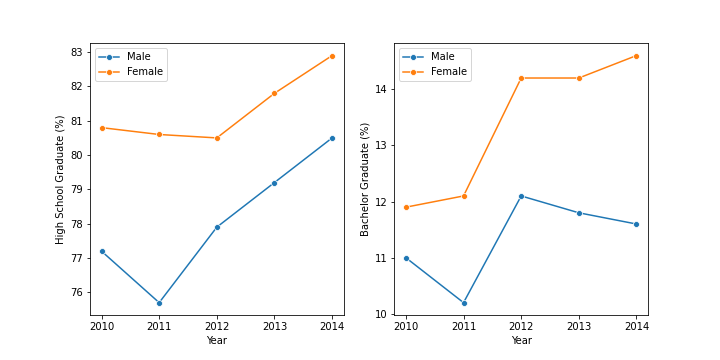 83
82
81
80
79
78
77
76
High School Graduate (%)
Male
Female
2010 2011 2012 2013 2014
Year
14
13
12
11
10
Bachelor Graduate (%)
Male
Female
2010 2011 2012 2013 2014
Year